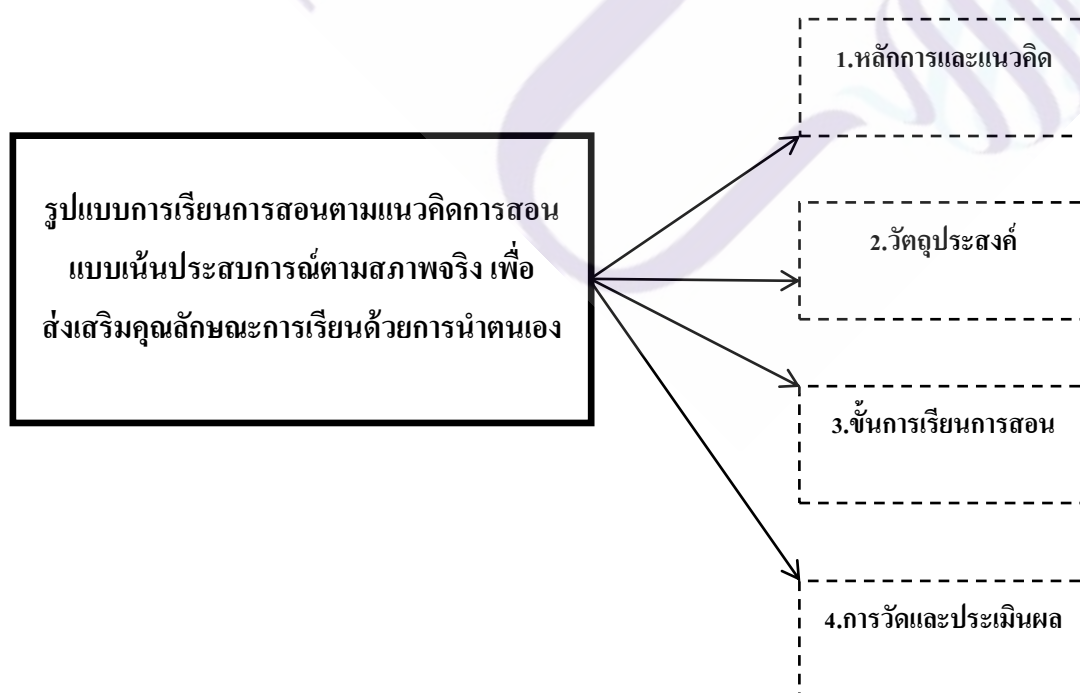 รูปแบบการเรียนการสอนตามแนวคิดการสอน
แบบเน้นประสบการณ์ตามสภาพจริง เพื่อ
ส่งเสริมคุณลักษณะการเรียนด้วยการนำตนเอง
1.หลักการและแนวคิด
2.วัตถุประสงค์
3.ขั้นการเรียนการสอน
4.การวัดและประเมินผล